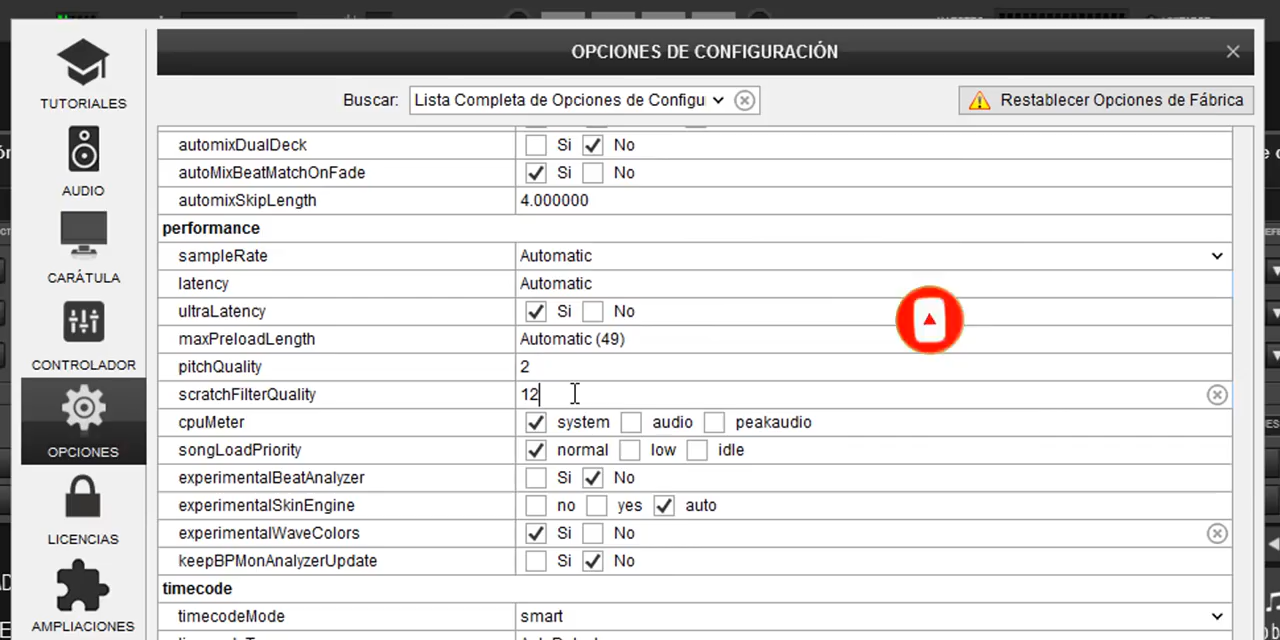 OPCIONES DE CONFIGURACIÓN
TUTORIALES
AUDIO
CARÁTULA
CONTROLADOR
OPCIONES
LICENCIAS
AMPLIACIONES
Buscar: Lista Completa de Opciones de Configu
Restablecer Opciones de Fábrica
automixDualDeck Si No
autoMixBeatMatchOnFade Si No
automixSkipLength 4.000000
performance
sampleRate Automatic
latency Automatic
ultraLatency Si No
maxPreloadLength Automatic (49)
pitchQuality 2
scratchFilterQuality 12
cpuMeter system audio peakaudio
songLoadPriority normal low idle
experimentalBeatAnalyzer Si No
experimentalSkinEngine no yes auto
experimentalWaveColors Si No
keepBPMonAnalyzerUpdate Si No
timecode
timecodeMode smart